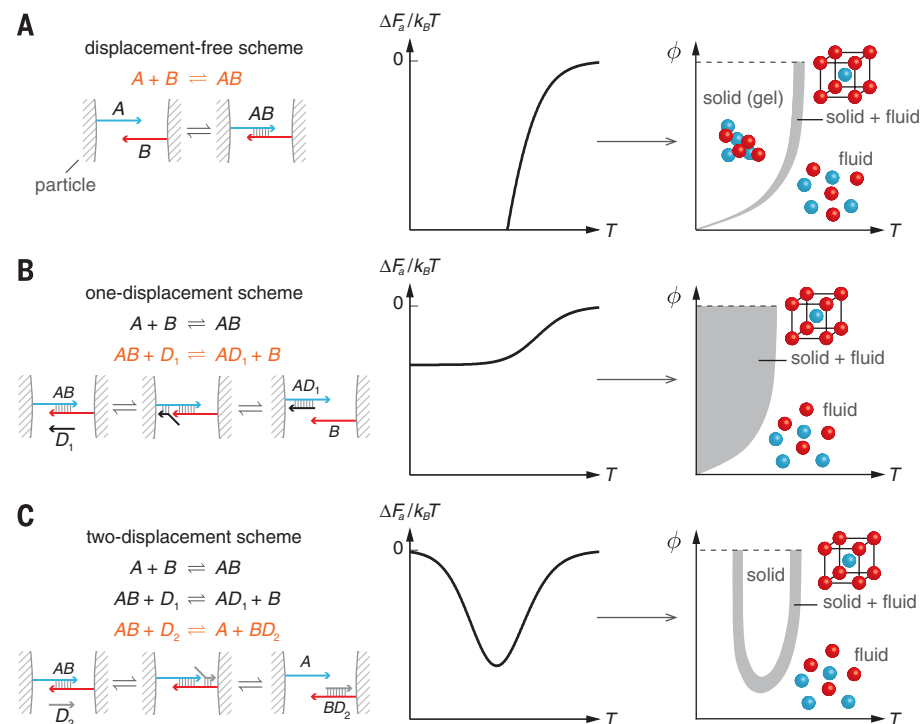 A
displacement-free scheme
A + B ⇌ AB
A
B
AB
particle
ΔFa/kBT
0
T
ϕ
solid (gel)
solid + fluid
fluid
T
B
one-displacement scheme
A + B ⇌ AB
AB + D1 ⇌ AD1 + B
AB
D1
AD1
B
ΔFa/kBT
0
T
ϕ
solid + fluid
fluid
T
C
two-displacement scheme
A + B ⇌ AB
AB + D1 ⇌ AD1 + B
AB + D2 ⇌ A + BD2
AB
D2
A
BD2
ΔFa/kBT
0
T
ϕ
solid
solid + fluid
fluid
T